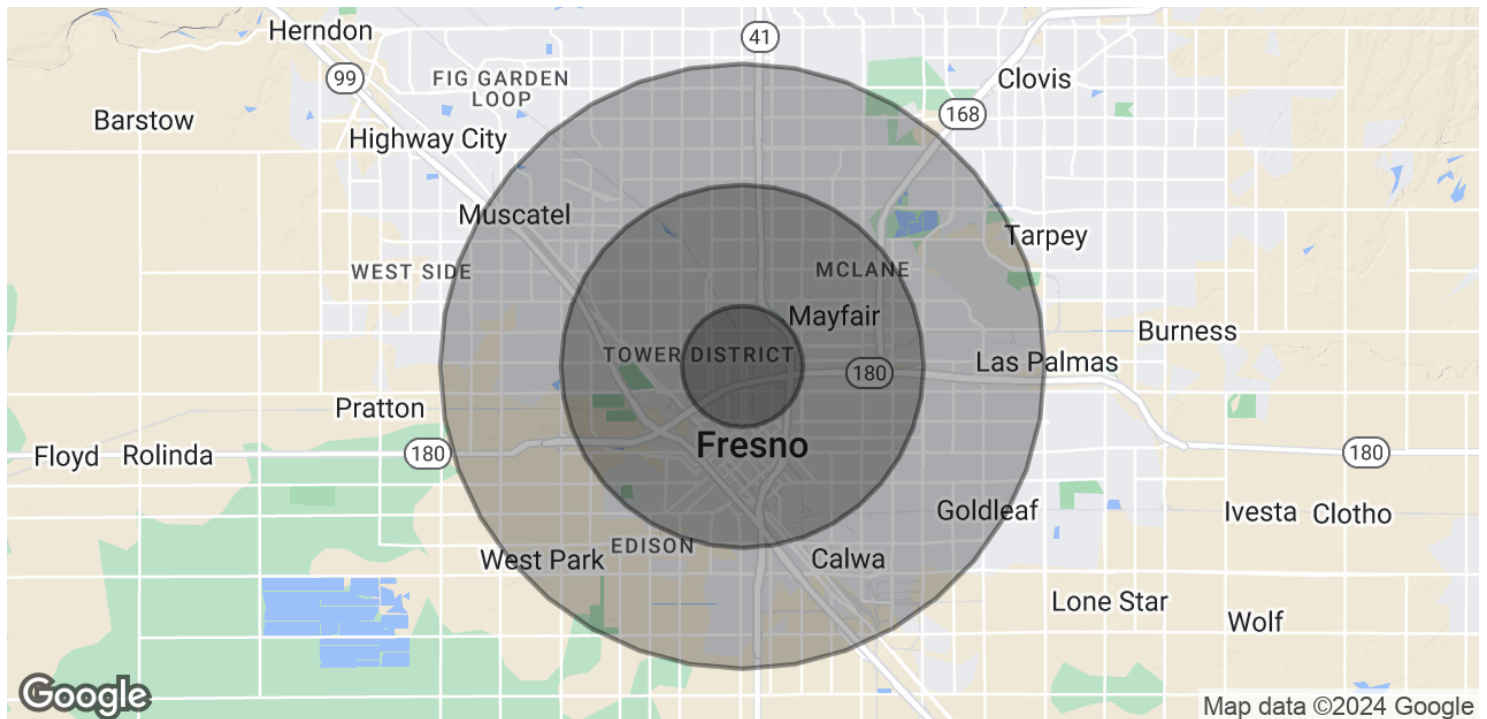 Herndon
41
99
FIG GARDEN
LOOP
Clovis
168
Barstow
Highway City
Muscatel
Tarpey
WEST SIDE
MCLANE
Mayfair
Burness
TOWER DISTRICT
Las Palmas
180
Pratton
Fresno
Floyd
Rolinda
180
180
Goldleaf
Ivesta
Clotho
EDISON
West Park
Calwa
Lone Star
Wolf
Google
Map data ©2024 Google